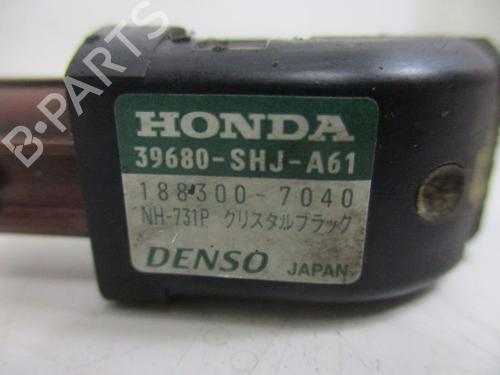 B-PARTS
HONDA
39680-SHJ-A61
188300-7040
NH-731P クリスタルブラック
DENSO JAPAN